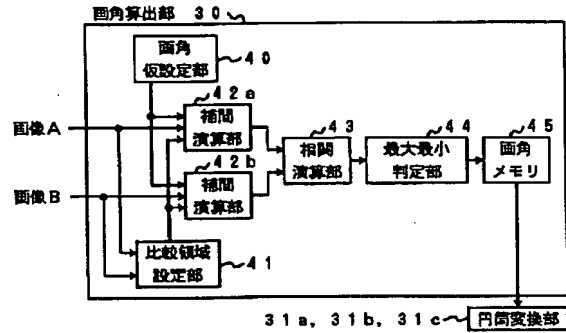 画角算出部 30
画角
仮設定部
40
42a
補間
演算部
画像A
43
相関
演算部
44
最大最小
判定部
45
画角
メモリ
42b
補間
演算部
画像B
比較領域
設定部
41
31a, 31b, 31c
円筒変換部